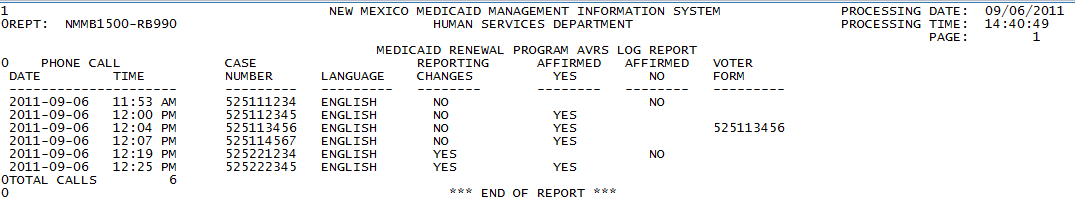 1 NEW MEXICO MEDICAID MANAGEMENT INFORMATION SYSTEM PROCESSING DATE: 09/06/2011
0REPT: NMMB1500-RB990 HUMAN SERVICES DEPARTMENT PROCESSING TIME: 14:40:49
PAGE: 1
MEDICAID RENEWAL PROGRAM AVRS LOG REPORT
0 PHONE CALL CASE REPORTING AFFIRMED AFFIRMED VOTER
DATE TIME NUMBER LANGUAGE CHANGES YES NO FORM
---------------------- --------- --------- -------- -------- -------- ---------
2011-09-06 11:53 AM 525111234 ENGLISH NO NO
2011-09-06 12:00 PM 525112345 ENGLISH NO YES
2011-09-06 12:04 PM 525113456 ENGLISH NO YES 525113456
2011-09-06 12:07 PM 525114567 ENGLISH NO YES
2011-09-06 12:19 PM 525221234 ENGLISH YES NO
2011-09-06 12:25 PM 525222345 ENGLISH YES YES
0TOTAL CALLS 6
0 *** END OF REPORT ***